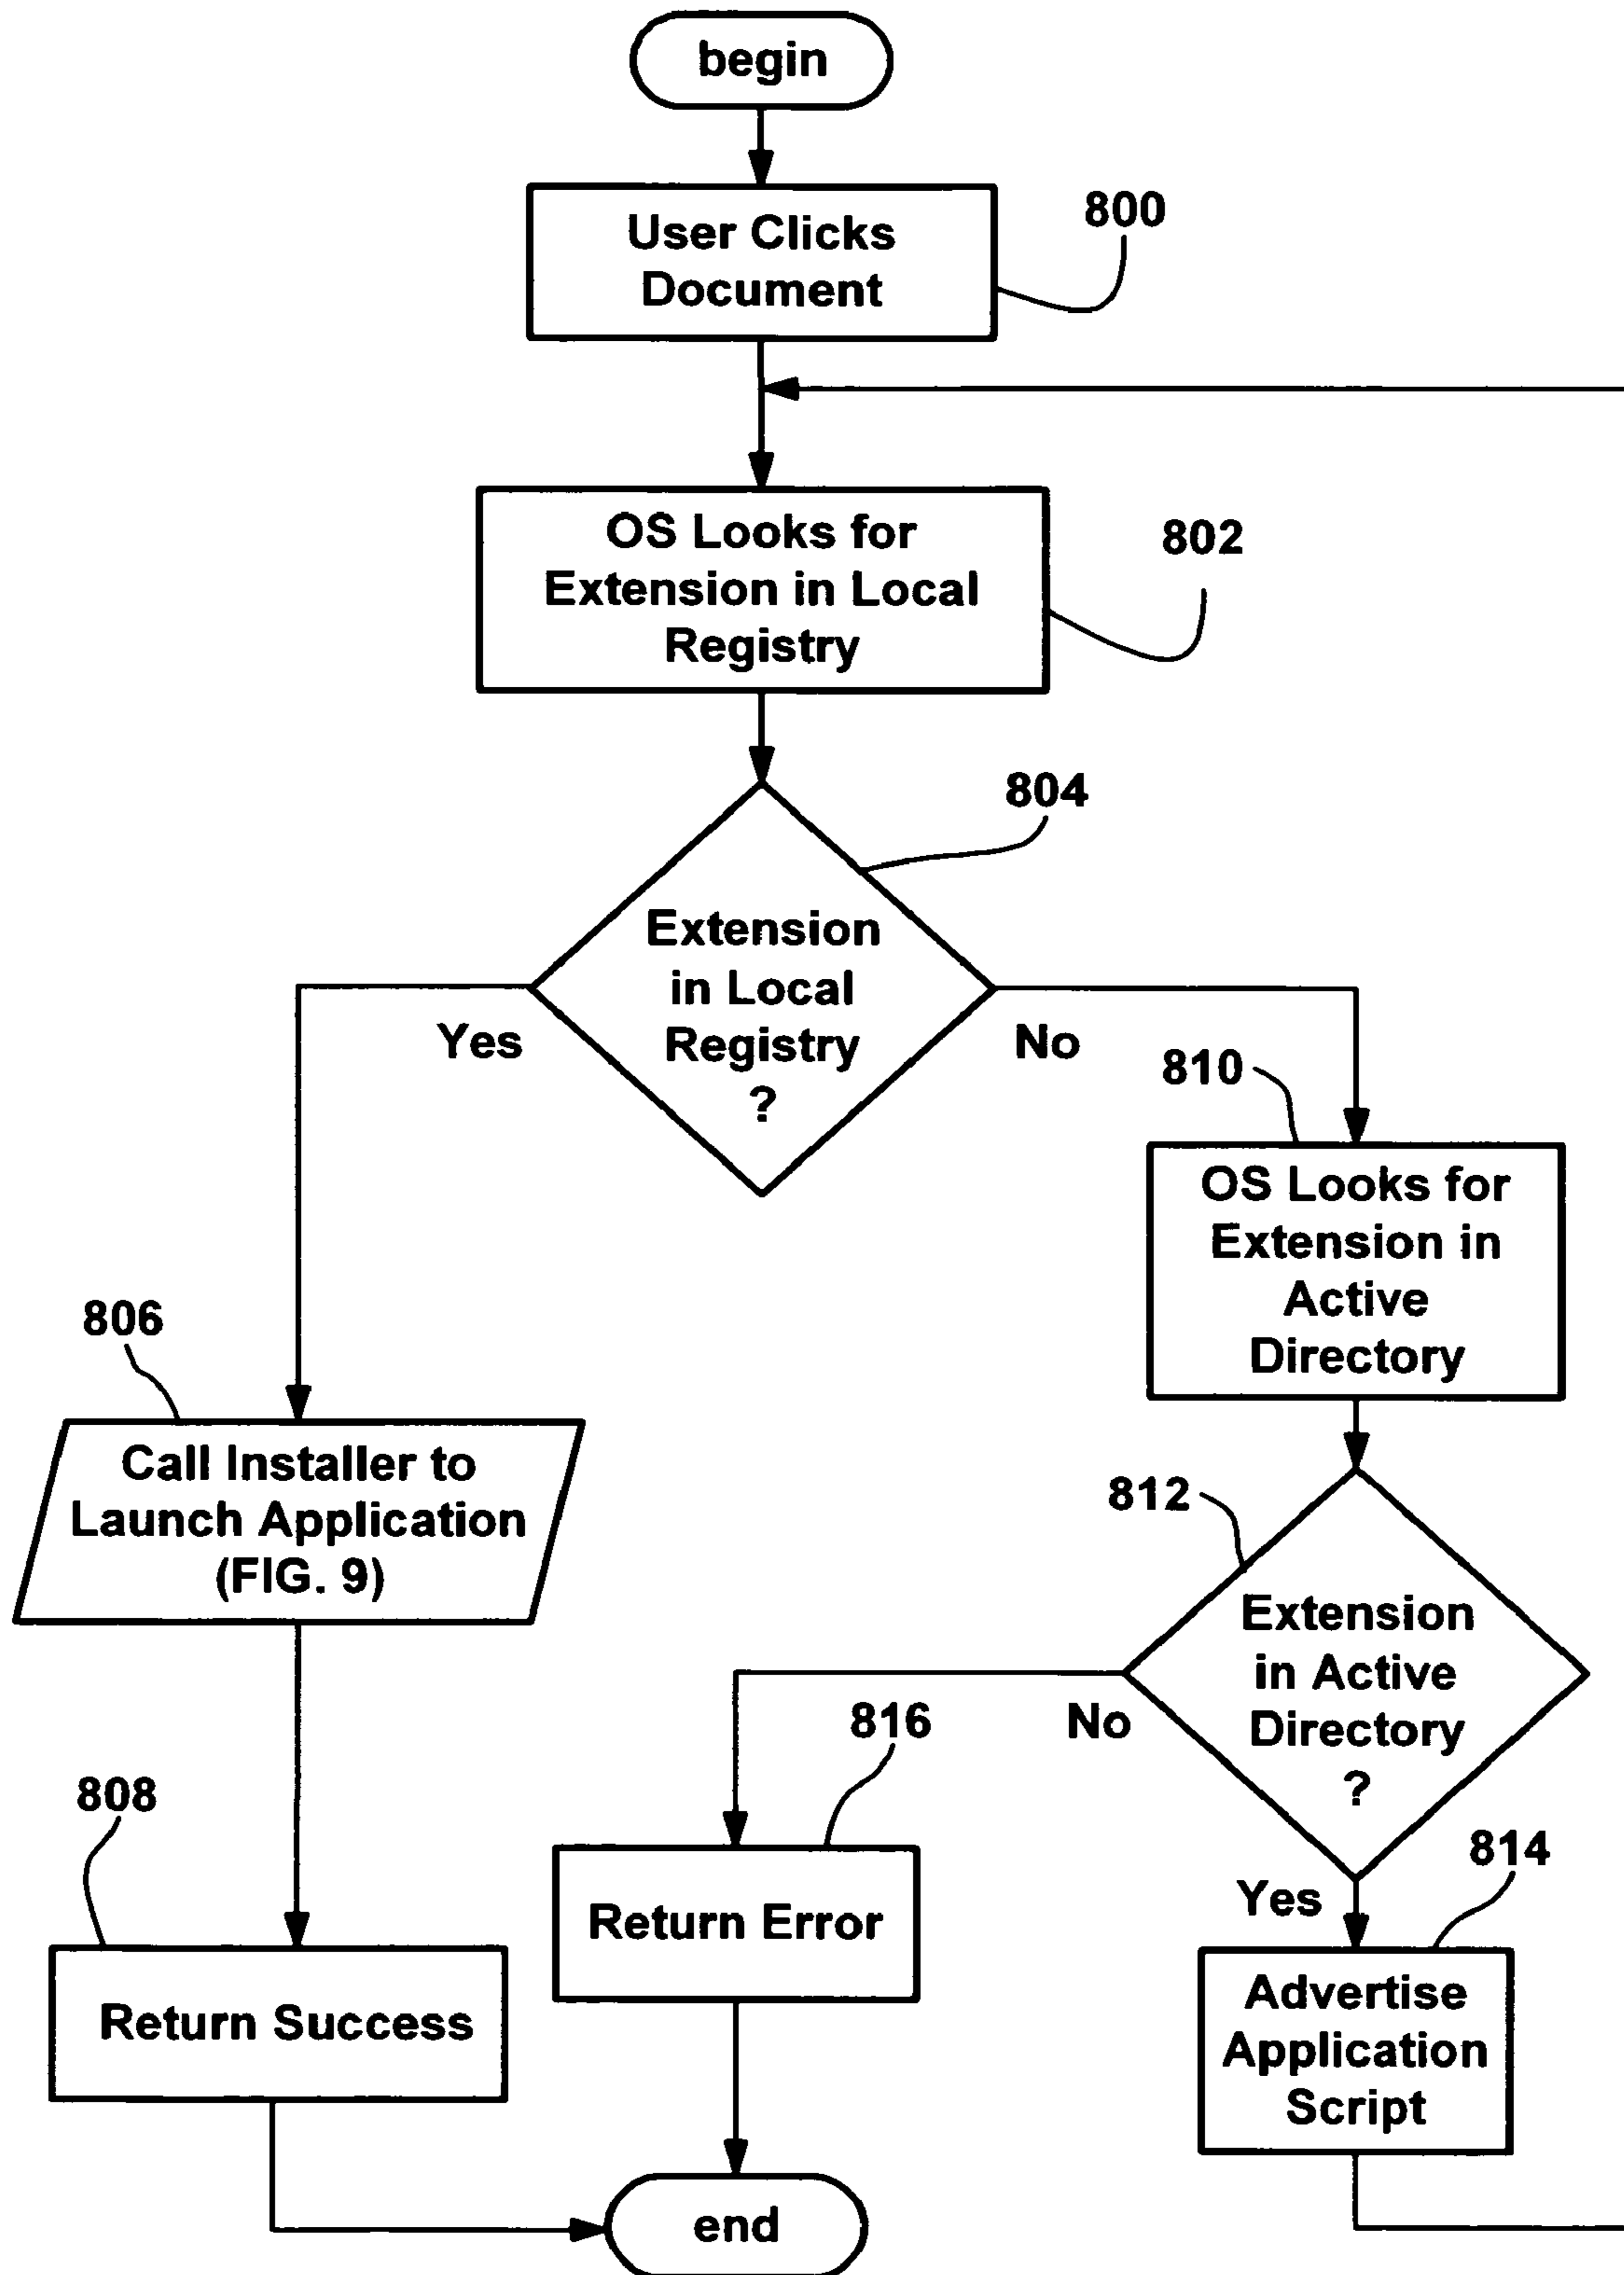 begin
User Clicks
Document
800
OS Looks for
Extension in Local
Registry
802
804
Extension
in Local
Registry
?
Yes
No
810
OS Looks for
Extension in
Active
Directory
806
Call Installer to
Launch Application
(FIG. 9)
812
Extension
in Active
Directory
?
No
816
808
814
Yes
Return Error
Return Success
Advertise
Application
Script
end